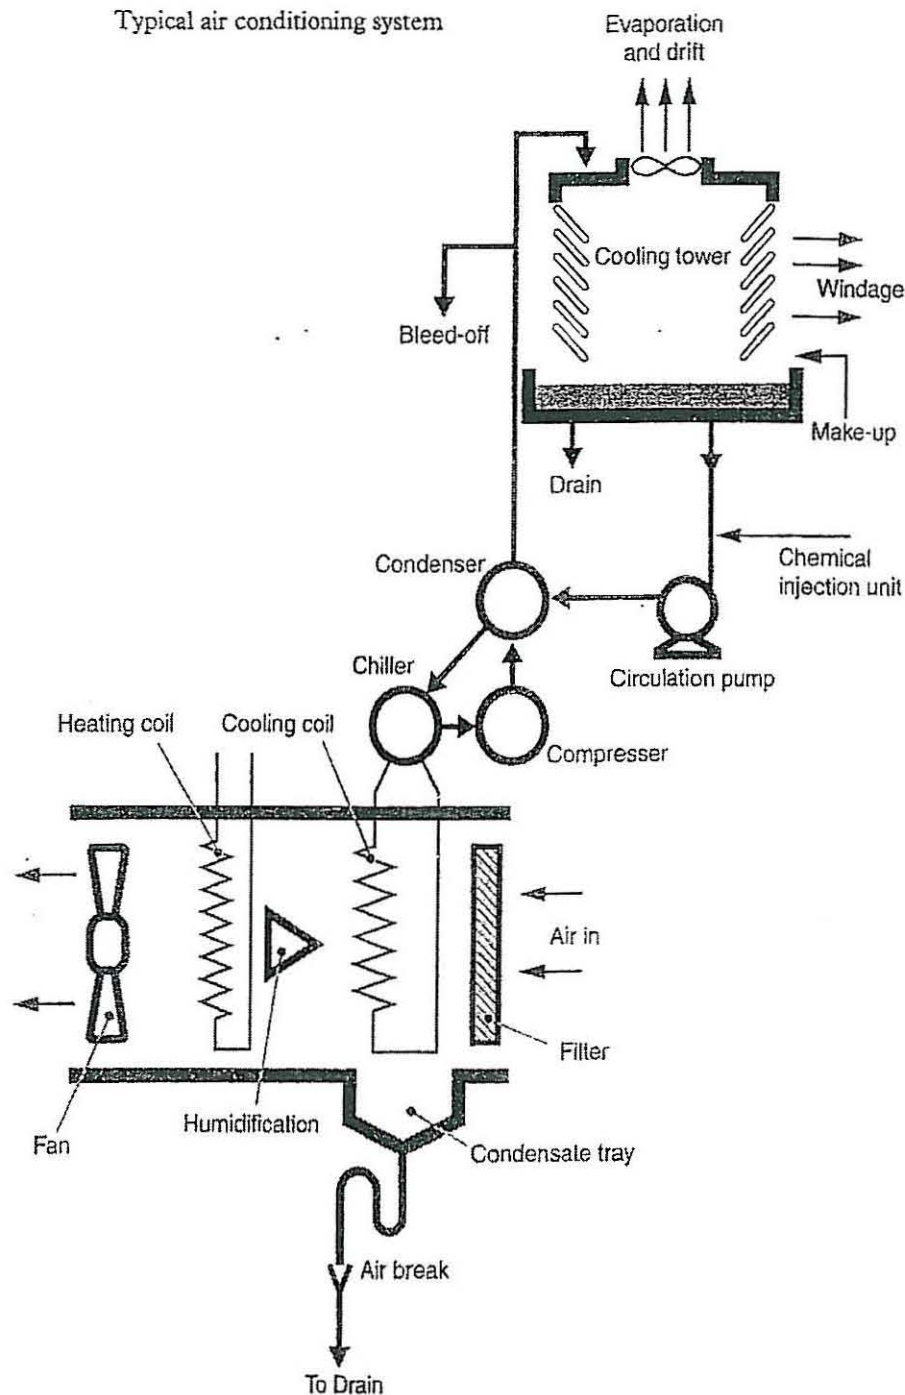 Typical air conditioning system
Evaporation
and drift
Cooling tower
Windage
Bleed-off
Make-up
Drain
Chemical
injection unit
Condenser
Circulation pump
Chiller
Compresser
Heating coil
Cooling coil
Air in
Filter
Humidification
Fan
Condensate tray
Air break
To Drain